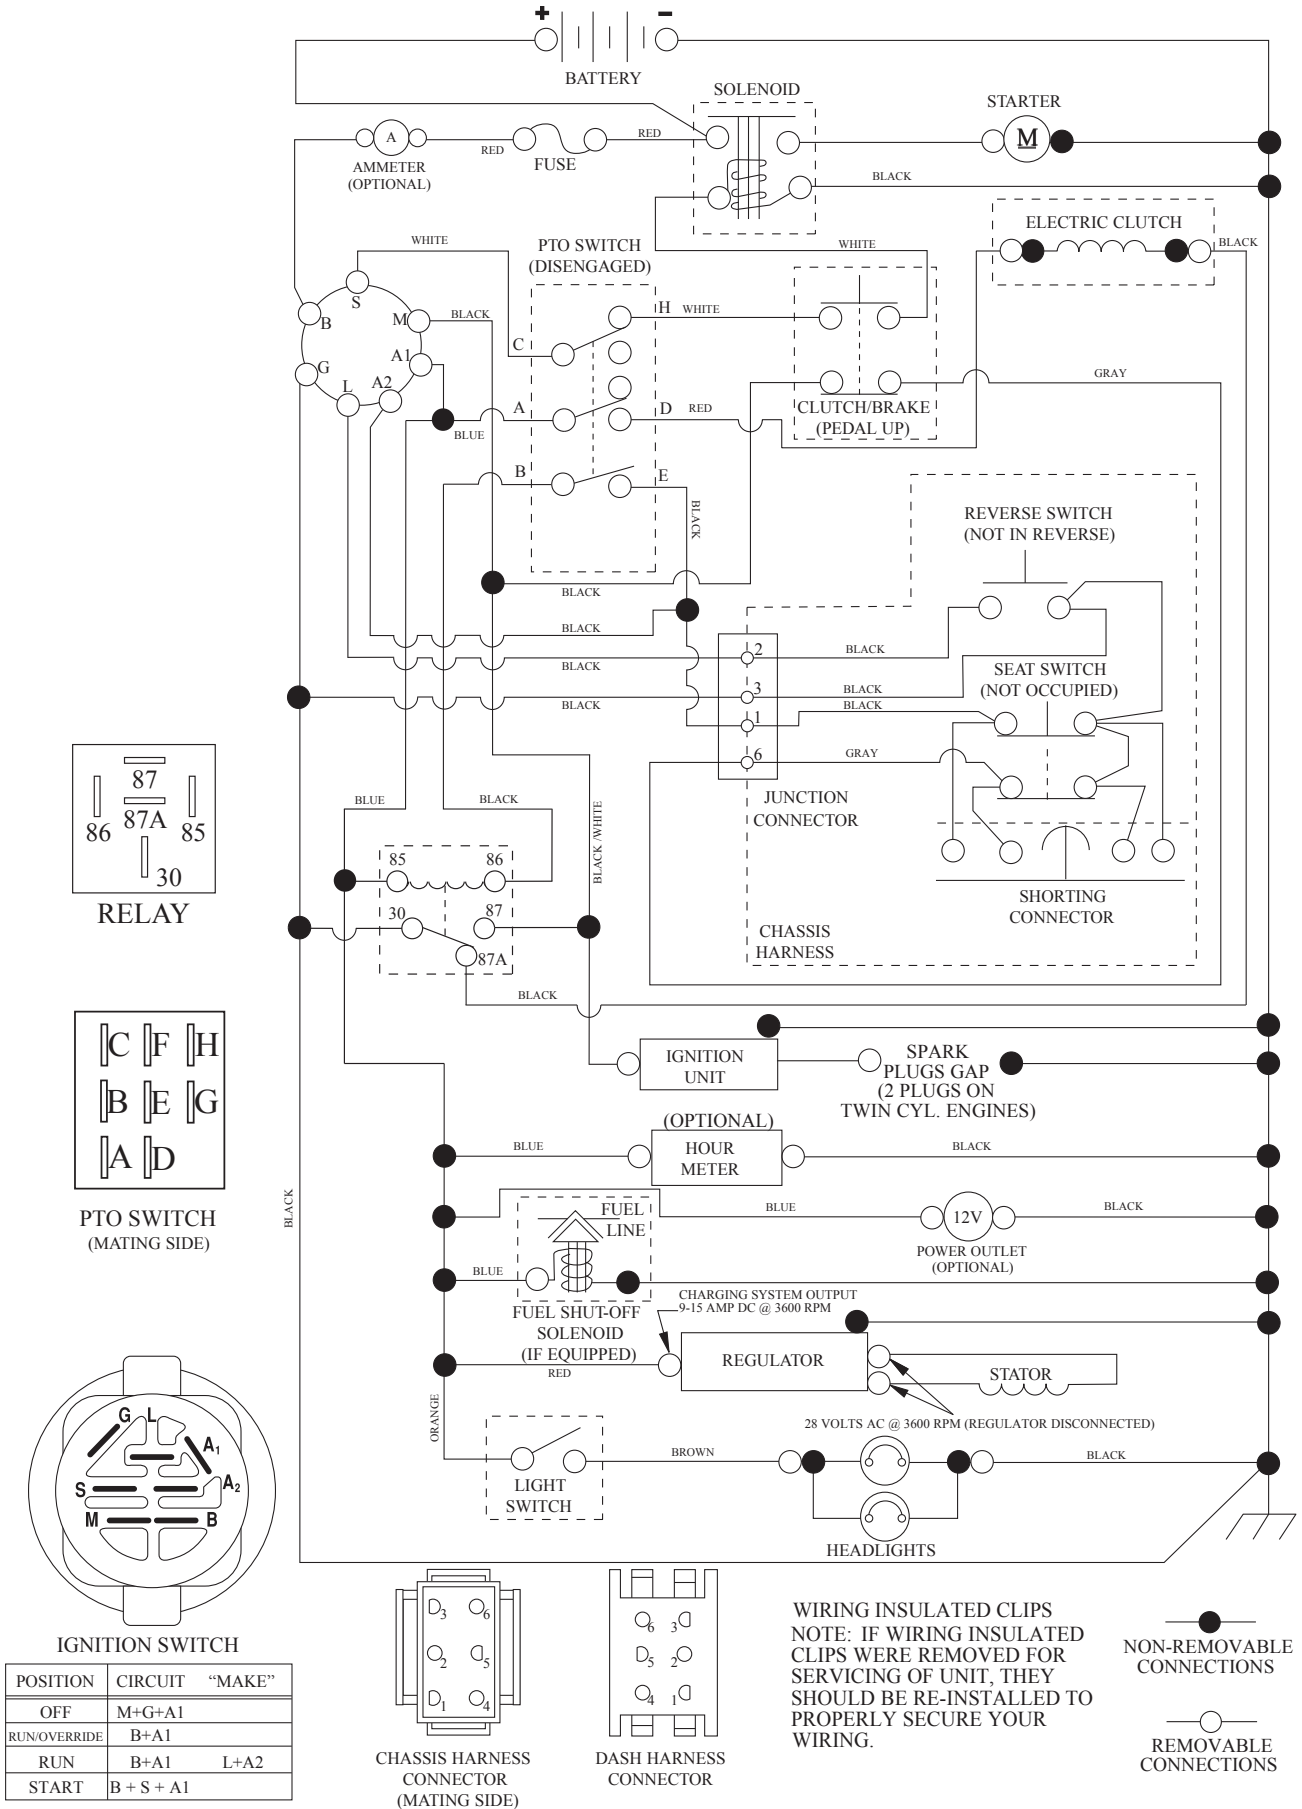 + −
BATTERY
SOLENOID
STARTER
A
RED
FUSE
RED
M
AMMETER
(OPTIONAL)
BLACK
ELECTRIC CLUTCH
WHITE
PTO SWITCH
(DISENGAGED)
WHITE
BLACK
S
B
M
BLACK
H
WHITE
C
G
A1
L
A2
GRAY
CLUTCH/BRAKE
(PEDAL UP)
A
D
RED
BLUE
B
E
BLACK
REVERSE SWITCH
(NOT IN REVERSE)
BLACK
BLACK
2
BLACK
BLACK
SEAT SWITCH
(NOT OCCUPIED)
3
BLACK
BLACK
1
BLACK
6
GRAY
JUNCTION
CONNECTOR
87
86
87A
85
30
RELAY
BLUE
BLACK
BLACK /WHITE
85
86
30
87
87A
SHORTING
CONNECTOR
CHASSIS
HARNESS
BLACK
C F H
B E G
A D
PTO SWITCH
(MATING SIDE)
IGNITION
UNIT
SPARK
PLUGS GAP
(2 PLUGS ON
TWIN CYL. ENGINES)
(OPTIONAL)
HOUR
METER
BLUE
BLACK
BLACK
FUEL
LINE
BLUE
12V
BLACK
POWER OUTLET
(OPTIONAL)
BLUE
FUEL SHUT-OFF
SOLENOID
(IF EQUIPPED)
CHARGING SYSTEM OUTPUT
9-15 AMP DC @ 3600 RPM
RED
REGULATOR
STATOR
28 VOLTS AC @ 3600 RPM (REGULATOR DISCONNECTED)
ORANGE
BROWN
BLACK
LIGHT
SWITCH
HEADLIGHTS
G L
A1
S
A2
M
B
IGNITION SWITCH
POSITION CIRCUIT “MAKE”
OFF M+G+A1
RUN/OVERRIDE B+A1
RUN B+A1 L+A2
START B + S + A1
3 6
2 5
1 4
CHASSIS HARNESS
CONNECTOR
(MATING SIDE)
6 3
5 2
4 1
DASH HARNESS
CONNECTOR
WIRING INSULATED CLIPS
NOTE: IF WIRING INSULATED
CLIPS WERE REMOVED FOR
SERVICING OF UNIT, THEY
SHOULD BE RE-INSTALLED TO
PROPERLY SECURE YOUR
WIRING.
NON-REMOVABLE
CONNECTIONS
REMOVABLE
CONNECTIONS